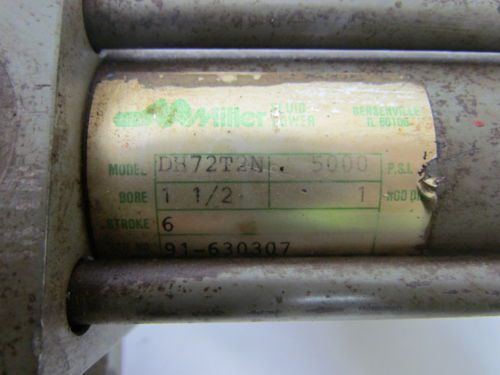 Miller FLUID POWER BENSENVILLE IL 60106
MODEL DH72T2N 5000 P.S.I.
BORE 1 1/2 1 ROD
STROKE 6
91-630307